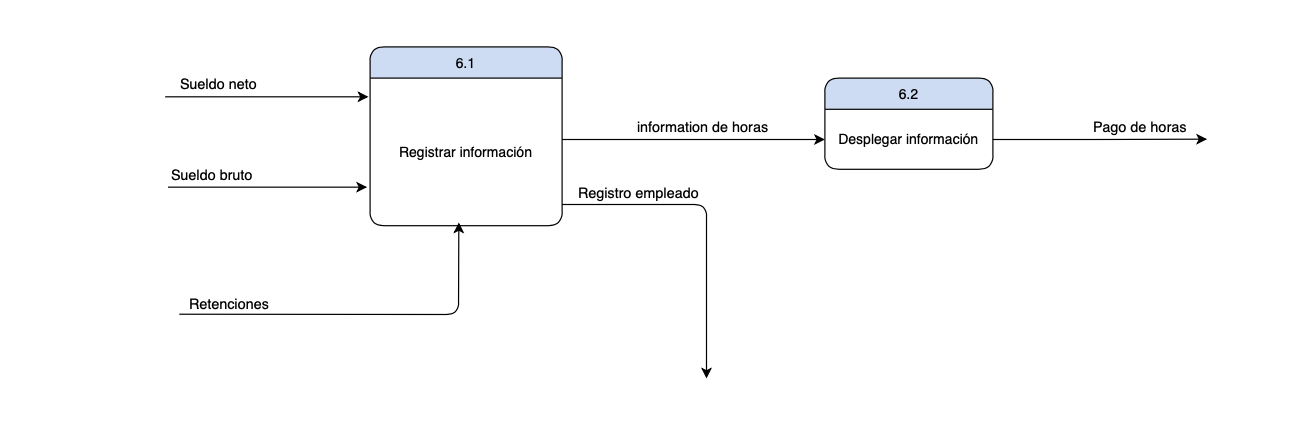 6.1
Sueldo neto
6.2
information de horas
Pago de horas
Desplegar información
Registrar información
Sueldo bruto
Registro empleado
Retenciones